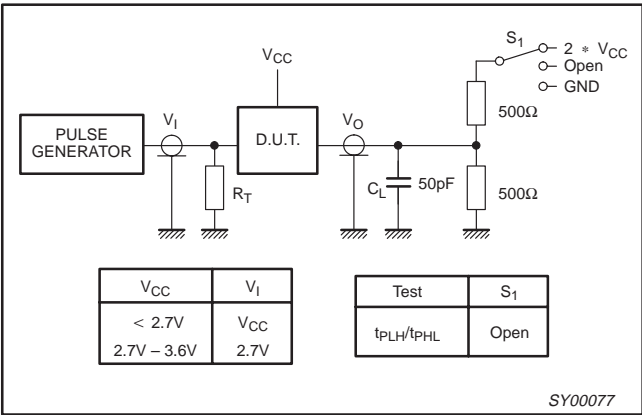 S1
2 * VCC
Open
GND
VCC
500Ω
VI
VO
PULSE
GENERATOR
D.U.T.
RT
CL
50pF
500Ω
VCC VI
< 2.7V VCC
2.7V – 3.6V 2.7V
Test S1
tPLH/tPHL Open
SY00077